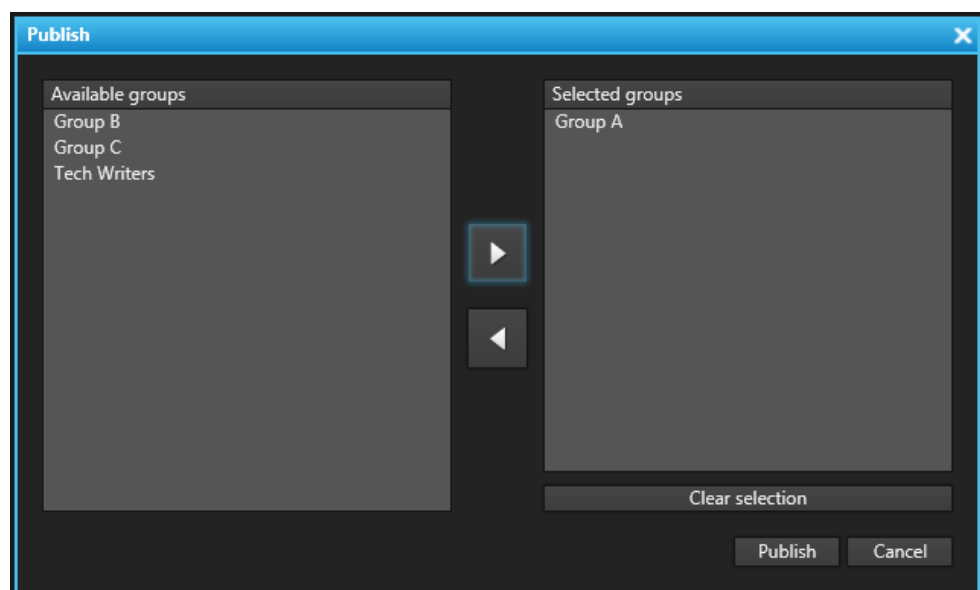 Publish
Available groups
Group B
Group C
Tech Writers
Selected groups
Group A
Clear selection
Publish
Cancel